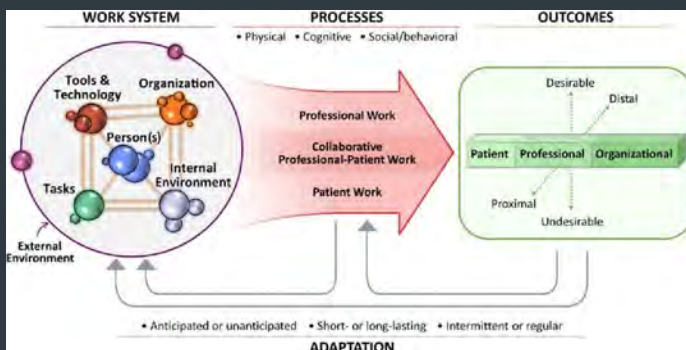 WORK SYSTEM
PROCESSES
OUTCOMES
• Physical • Cognitive • Social/behavioral
Tools &
Technology
Organization
Person(s)
Internal
Environment
Tasks
External
Environment
Professional Work
Collaborative
Professional-Patient Work
Patient Work
Desirable
Distal
Patient
Professional
Organizational
Proximal
Undesirable
• Anticipated or unanticipated • Short- or long-lasting • Intermittent or regular
ADAPTATION